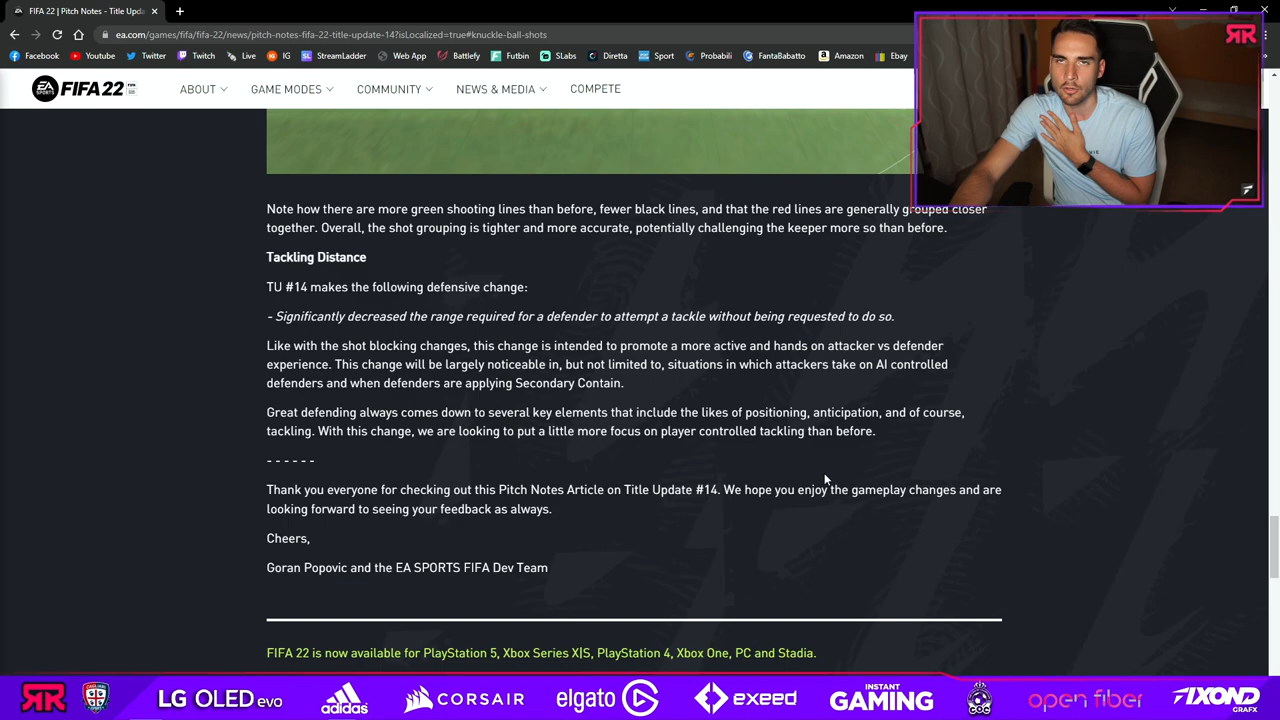 FIFA 22 | Pitch Notes - Title Upda
ea.com/games/fifa/fifa-22/news/pitch-notes-fifa-22-title-update-14?isLocalized=true#knuckle-ball-shots
Facebook Youtube Twitter Twitch Live IG StreamLadder Web App Battlefy Futbin SLabs Diretta Sport Probabili FantaBabatto Amazon Ebay
EA SPORTS FIFA 22 ABOUT GAME MODES COMMUNITY NEWS & MEDIA COMPETE
RR
Note how there are more green shooting lines than before, fewer black lines, and that the red lines are generally grouped closer
together. Overall, the shot grouping is tighter and more accurate, potentially challenging the keeper more so than before.
Tackling Distance
TU #14 makes the following defensive change:
- Significantly decreased the range required for a defender to attempt a tackle without being requested to do so.
Like with the shot blocking changes, this change is intended to promote a more active and hands on attacker vs defender
experience. This change will be largely noticeable in, but not limited to, situations in which attackers take on AI controlled
defenders and when defenders are applying Secondary Contain.
Great defending always comes down to several key elements that include the likes of positioning, anticipation, and of course,
tackling. With this change, we are looking to put a little more focus on player controlled tackling than before.
- - - - - -
Thank you everyone for checking out this Pitch Notes Article on Title Update #14. We hope you enjoy the gameplay changes and are
looking forward to seeing your feedback as always.
Cheers,
Goran Popovic and the EA SPORTS FIFA Dev Team
FIFA 22 is now available for PlayStation 5, Xbox Series X|S, PlayStation 4, Xbox One, PC and Stadia.
RR LG OLED evo adidas CORSAIR elgato exeed INSTANT GAMING COC open fiber FIXOND GRAFX